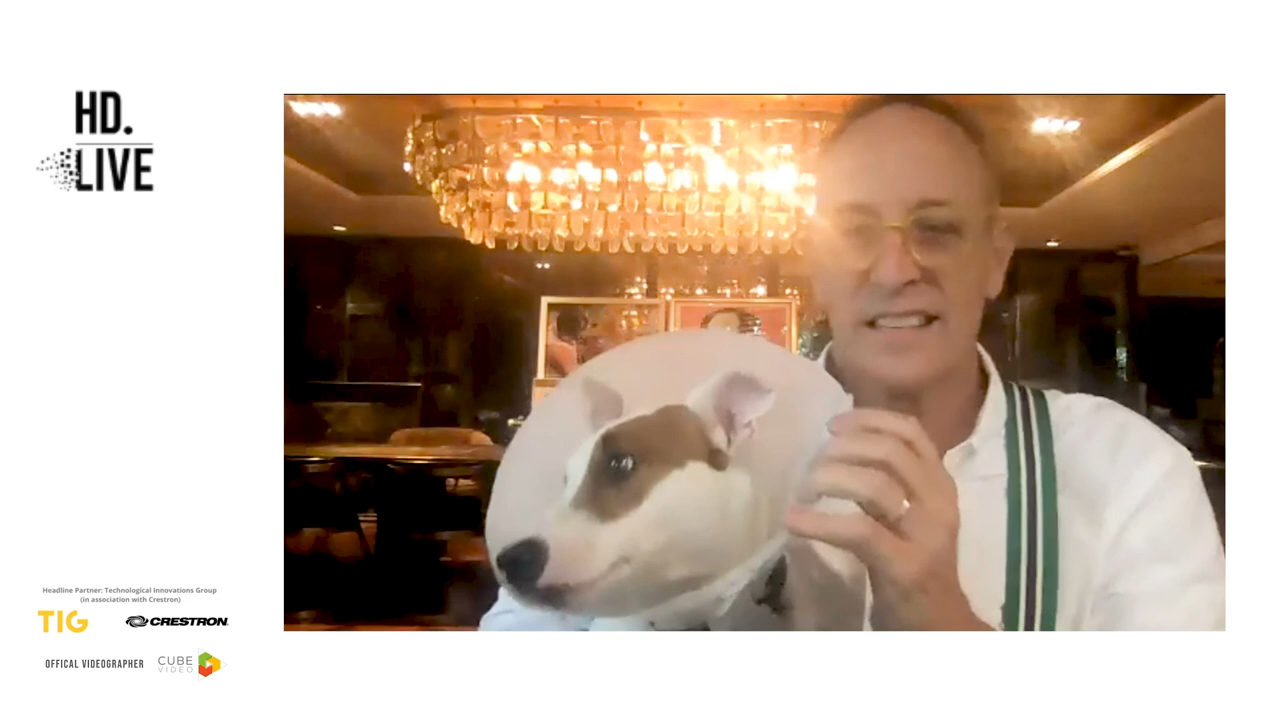 HD.
LIVE
Headline Partner: Technological Innovations Group
(in association with Crestron)
TIG
CRESTRON
OFFICAL VIDEOGRAPHER
CUBE
VIDEO